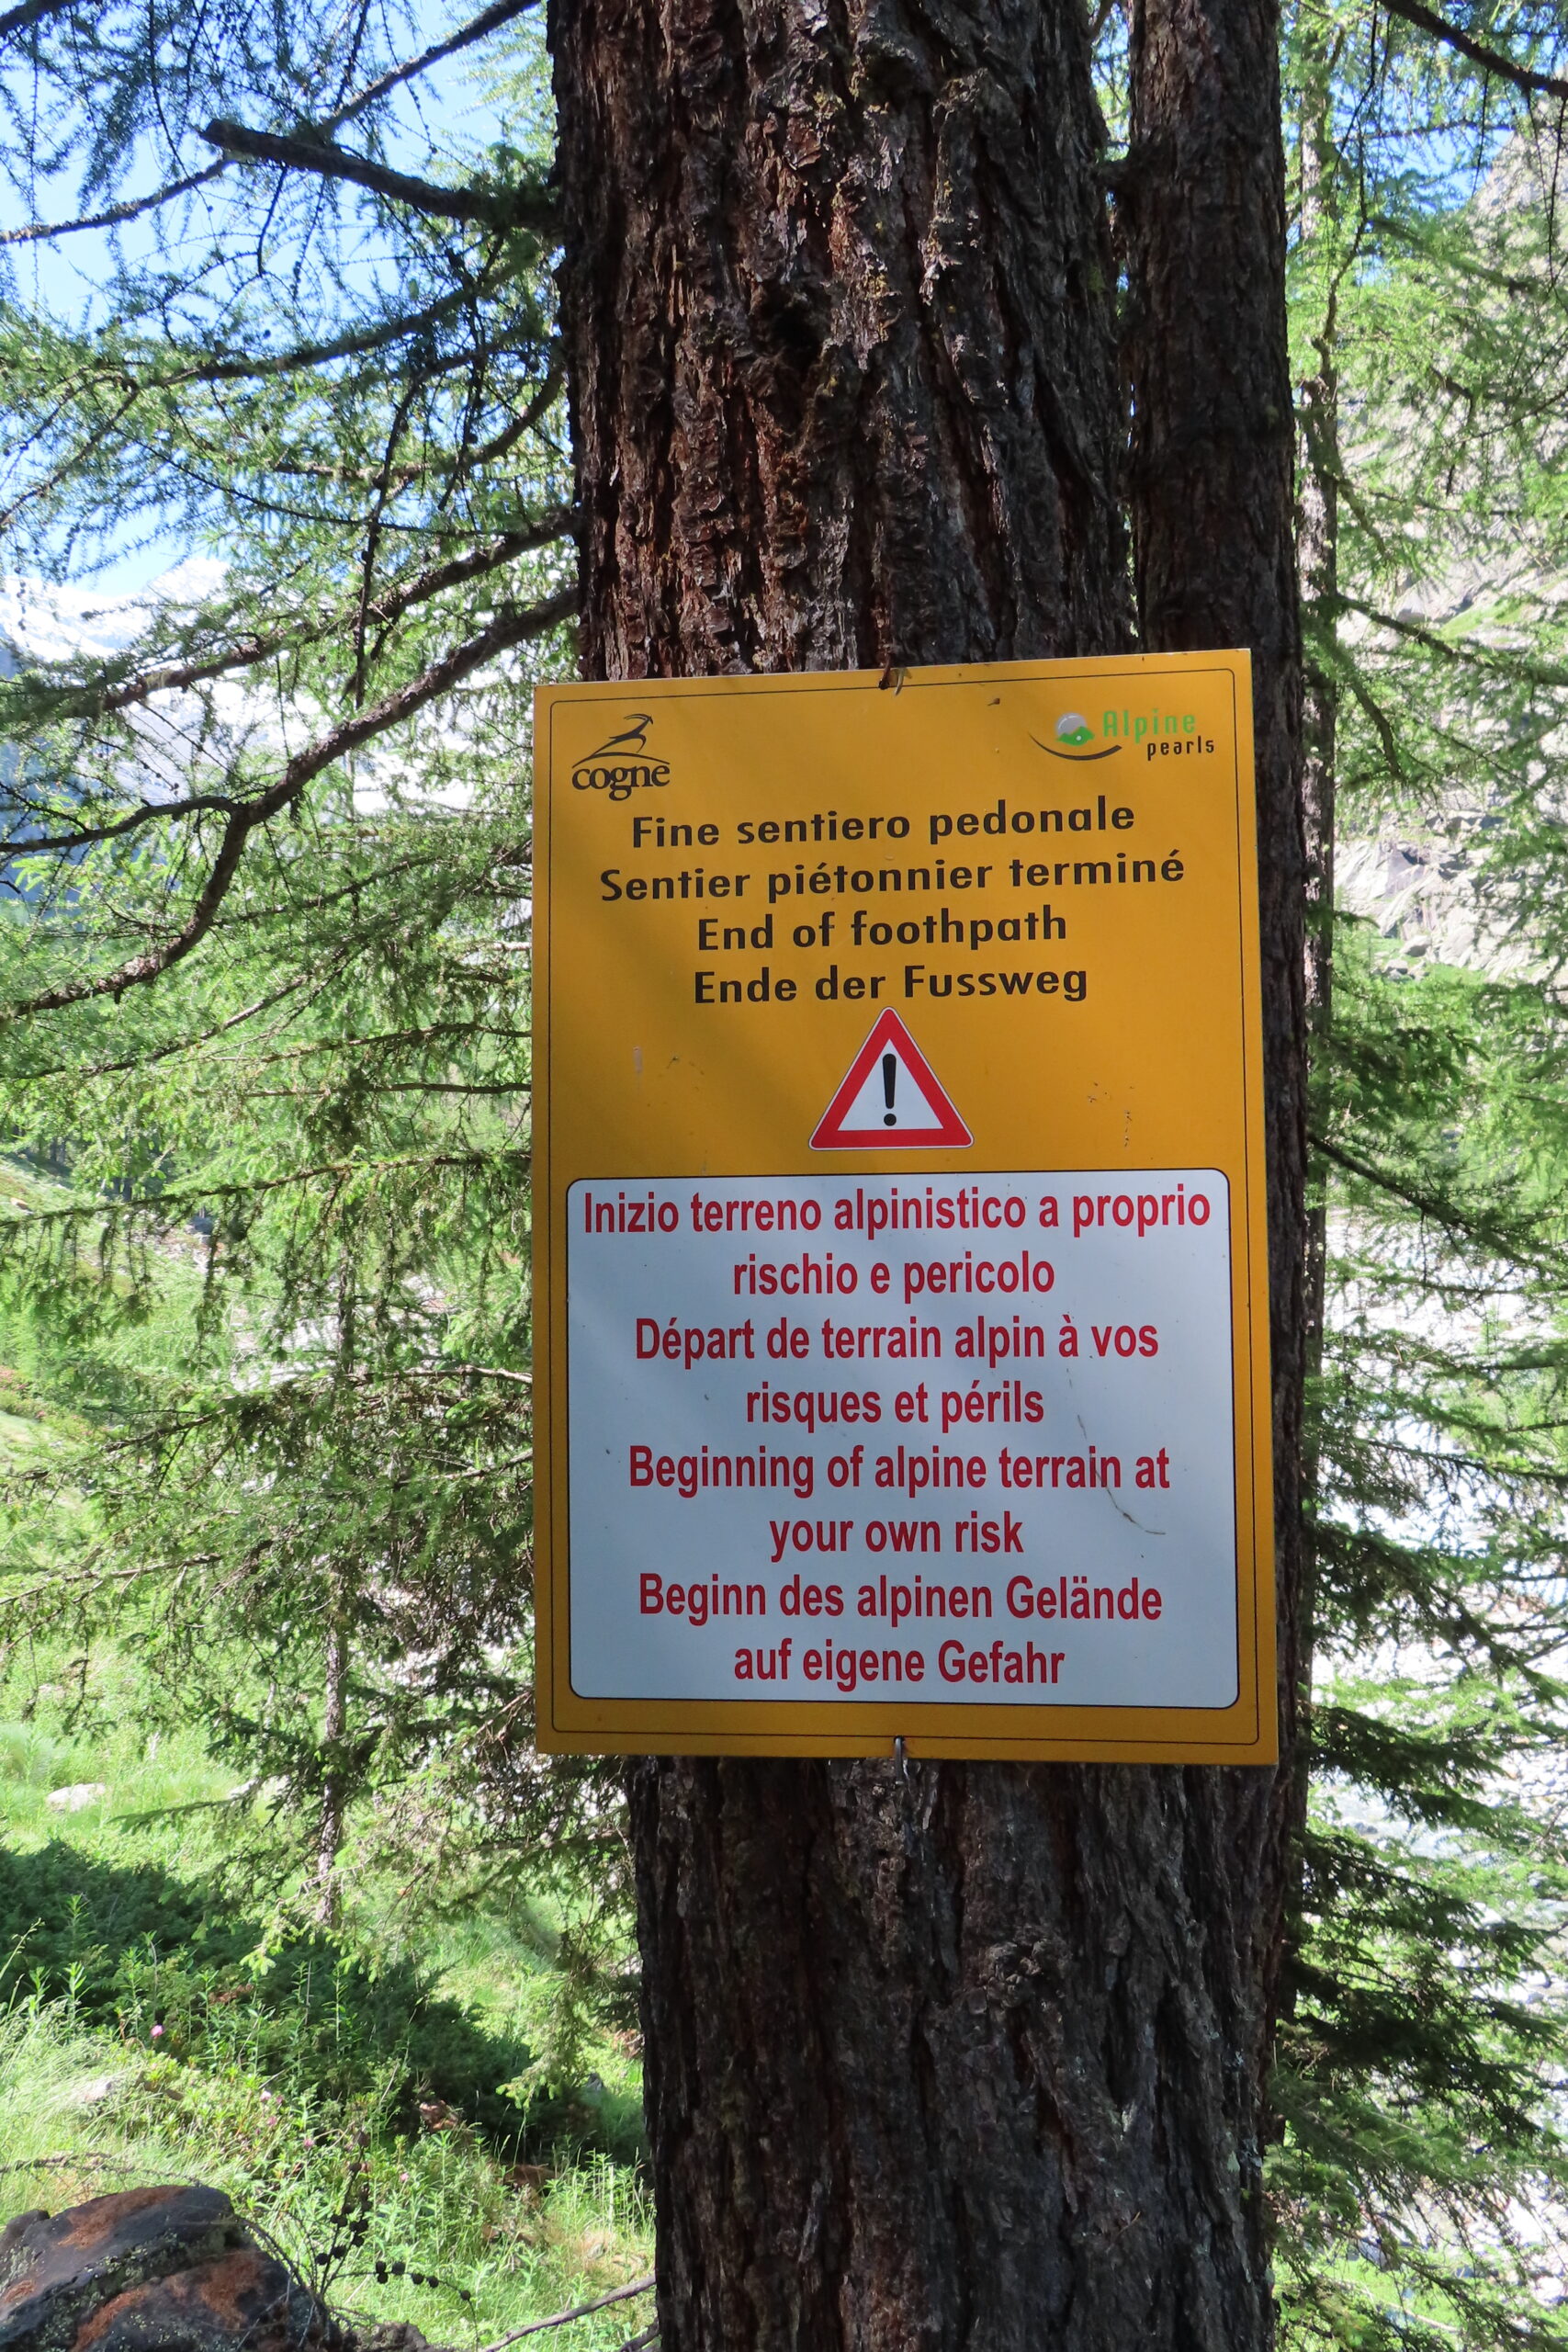 cogne
Alpine
pearls
Fine sentiero pedonale
Sentier piétonnier terminé
End of foothpath
Ende der Fussweg
!
Inizio terreno alpinistico a proprio
rischio e pericolo
Départ de terrain alpin à vos
risques et périls
Beginning of alpine terrain at
your own risk
Beginn des alpinen Gelände
auf eigene Gefahr